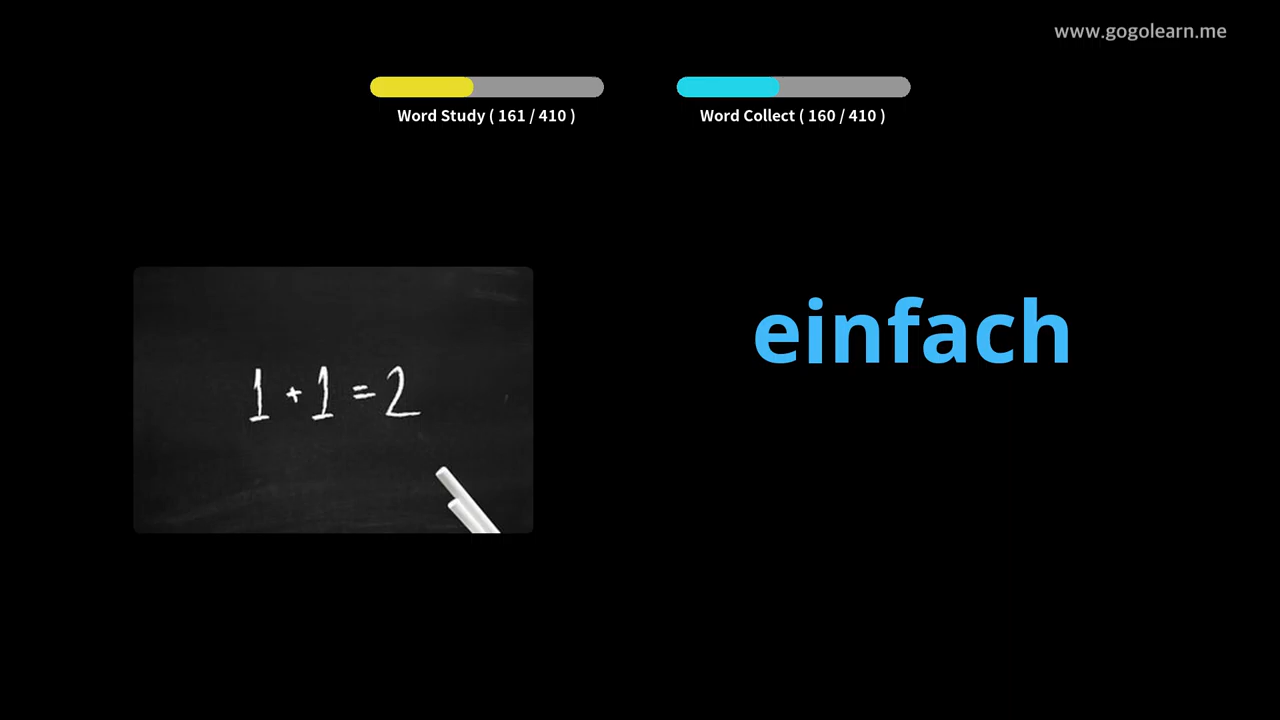 www.gogolearn.me
Word Study ( 161 / 410 )
Word Collect ( 160 / 410 )
einfach
1 + 1 = 2